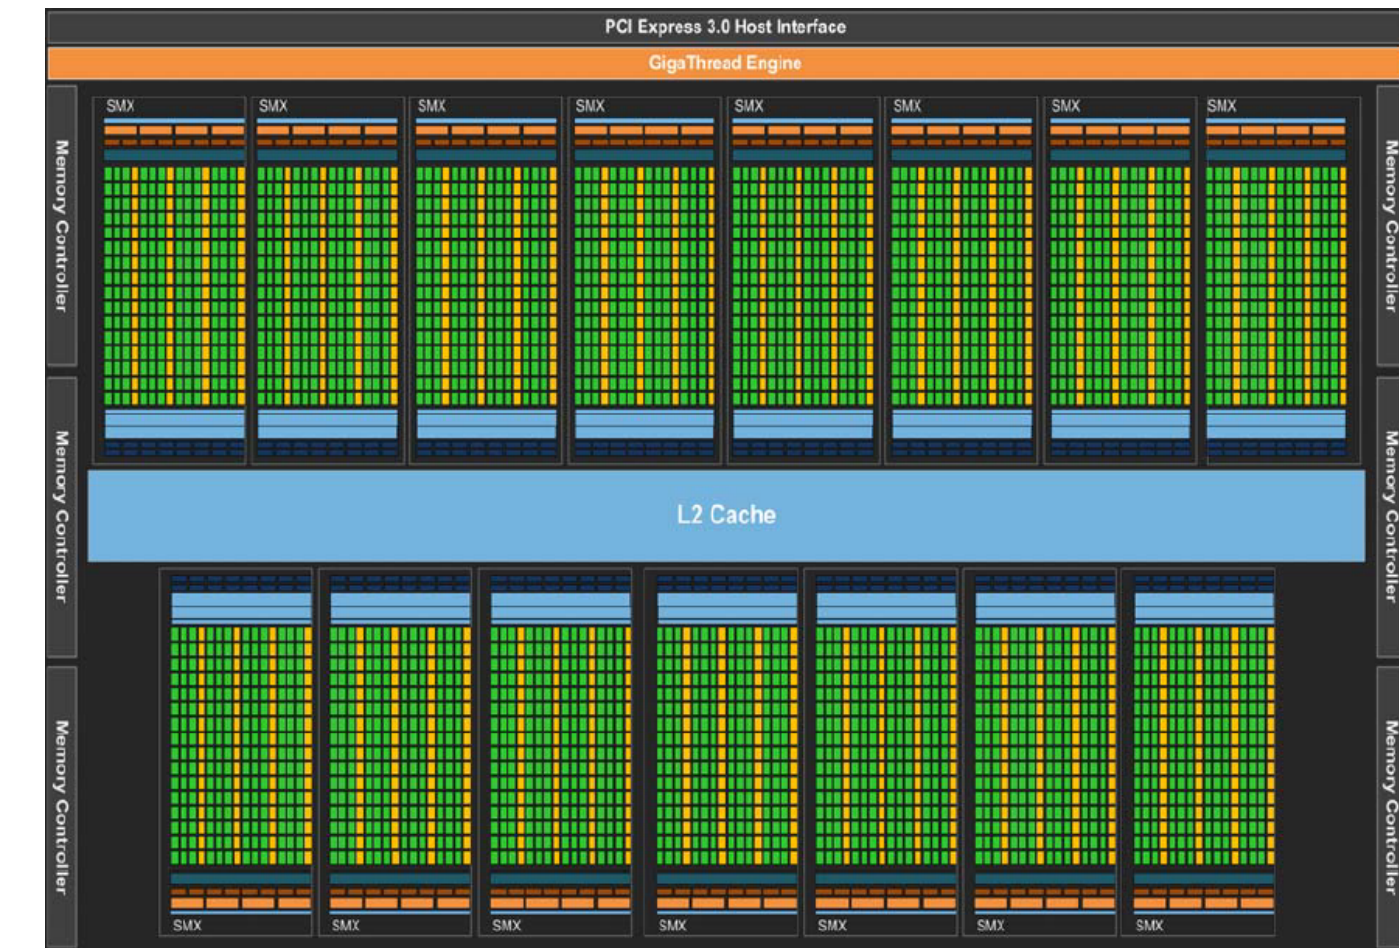 PCI Express 3.0 Host Interface
GigaThread Engine
Memory Controller
Memory Controller
Memory Controller
SMX
SMX
SMX
SMX
SMX
SMX
SMX
SMX
L2 Cache
SMX
SMX
SMX
SMX
SMX
SMX
SMX
Memory Controller
Memory Controller
Memory Controller